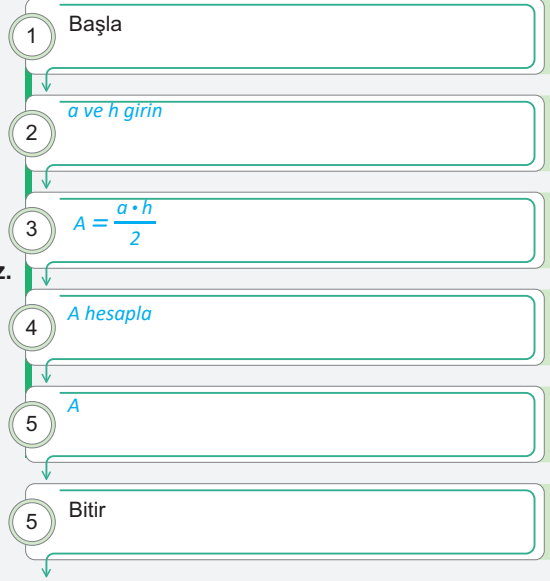 1 Başla
2 a ve h girin
3 A = a • h / 2
z.
4 A hesapla
5 A
5 Bitir